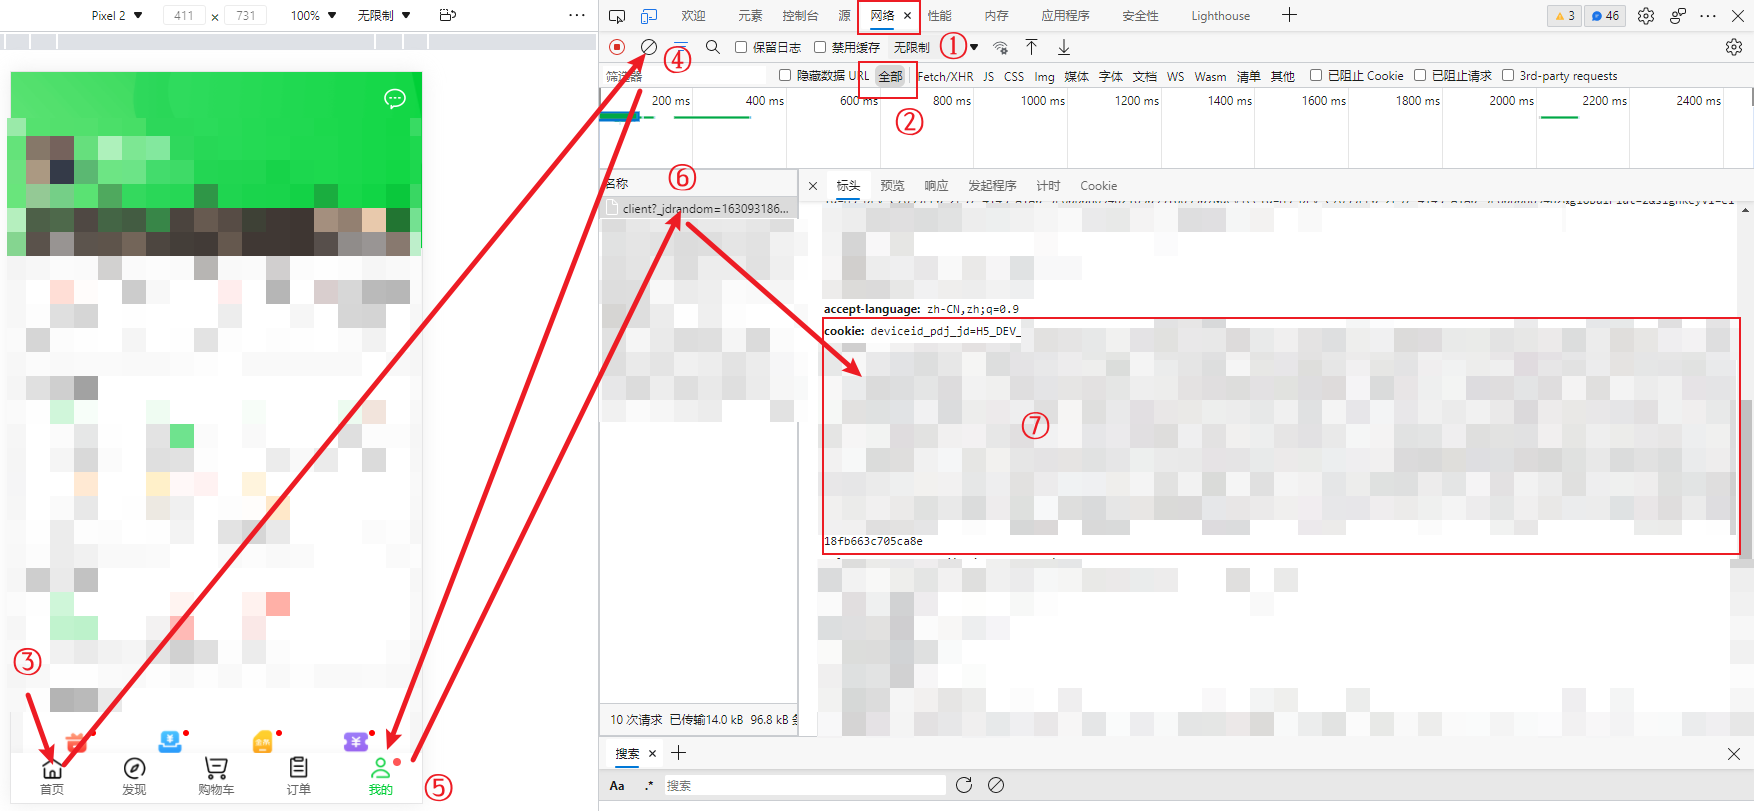 Pixel 2 411 × 731 100% 无限制
欢迎 元素 控制台 源 网络 × 性能 内存 应用程序 安全性 Lighthouse 3 46
保留日志 禁用缓存 无限制
① ④
筛选器 隐藏数据 URL 全部 Fetch/XHR JS CSS Img 媒体 字体 文档 WS Wasm 清单 其他 已阻止 Cookie 已阻止请求 3rd-party requests
200 ms 400 ms 600 ms 800 ms 1000 ms 1200 ms 1400 ms 1600 ms 1800 ms 2000 ms 2200 ms 2400 ms
②
名称 ⑥
标头 预览 响应 发起程序 计时 Cookie
client?_jdrandom=163093186...
accept-language: zh-CN,zh;q=0.9
cookie: deviceid_pdj_jd=H5_DEV_
⑦
18fb663c705ca8e
③
10 次请求 已传输14.0 kB 96.8 kB
首页 发现 购物车 订单 我的
⑤
搜索 ×
Aa .* 搜索